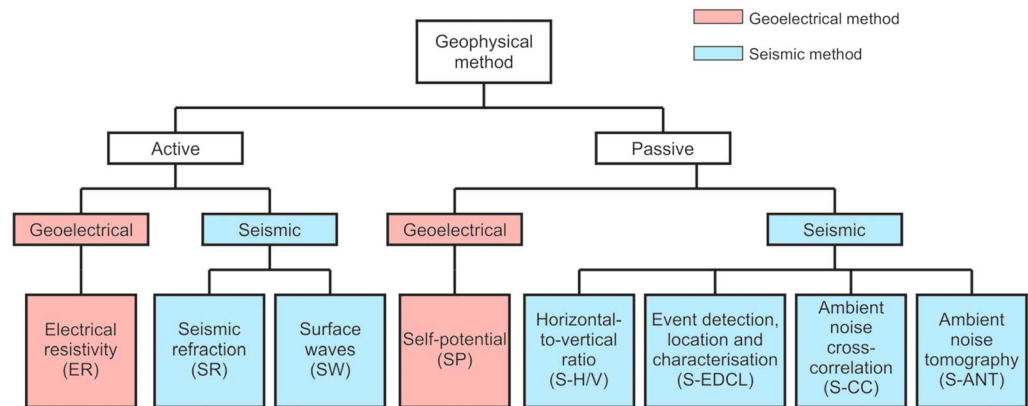 Geophysical
method
Geoelectrical method
Seismic method
Active
Passive
Geoelectrical
Seismic
Geoelectrical
Seismic
Electrical
resistivity
(ER)
Seismic
refraction
(SR)
Surface
waves
(SW)
Self-potential
(SP)
Horizontal-
to-vertical
ratio
(S-H/V)
Event detection,
location and
characterisation
(S-EDCL)
Ambient
noise
cross-
correlation
(S-CC)
Ambient
noise
tomography
(S-ANT)